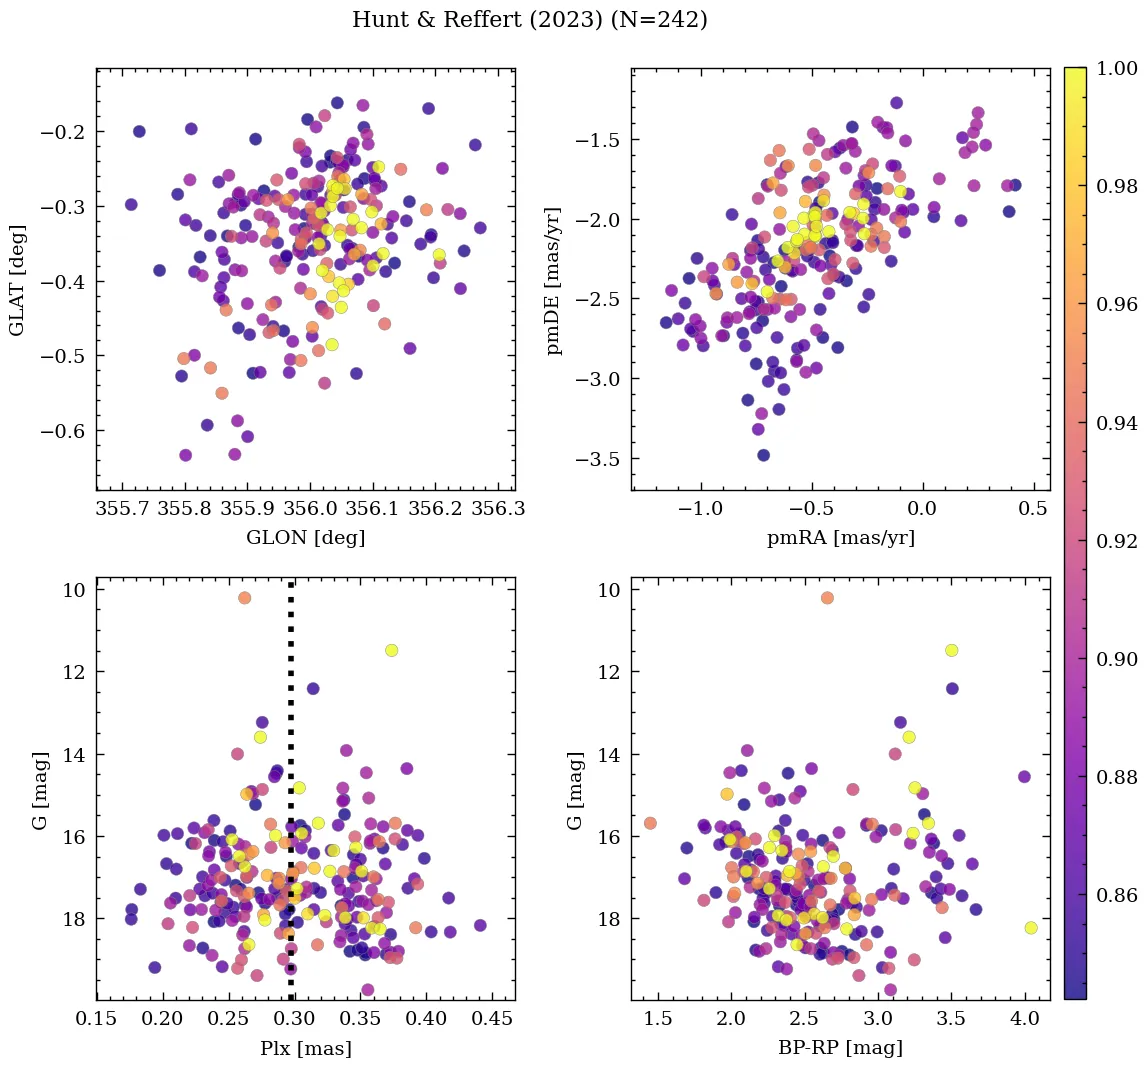 Hunt & Reffert (2023) (N=242)
−0.2
−0.3
−0.4
−0.5
−0.6
GLAT [deg]
355.7 355.8 355.9 356.0 356.1 356.2 356.3
GLON [deg]
−1.5
−2.0
−2.5
−3.0
−3.5
pmDE [mas/yr]
−1.0 −0.5 0.0 0.5
pmRA [mas/yr]
10
12
14
16
18
G [mag]
0.15 0.20 0.25 0.30 0.35 0.40 0.45
Plx [mas]
10
12
14
16
18
G [mag]
1.5 2.0 2.5 3.0 3.5 4.0
BP-RP [mag]
1.00
0.98
0.96
0.94
0.92
0.90
0.88
0.86